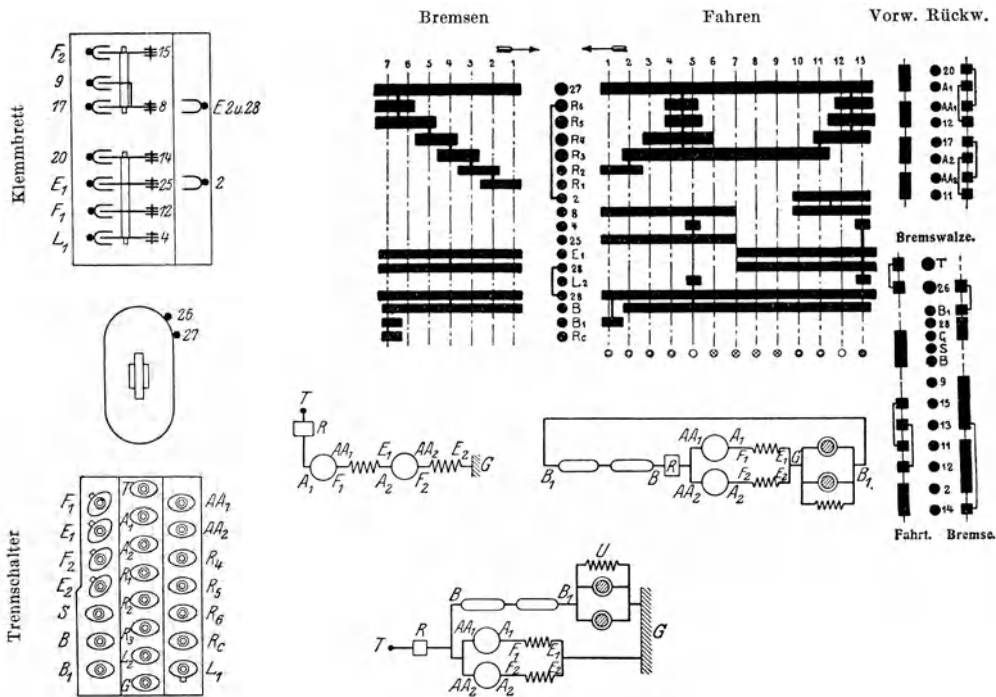 Bremsen
Fahren
Vorw. Rückw.
Klemmbrett
F2 15
9
17 8 E2u.28
20 14
E1 25 2
F1 12
L1 4
26
27
Trennschalter
F1 T AA1
E1 A1 AA2
F2 A2 R4
E2 R1 R5
S R2 R6
B R3 Rc
B1 L2 L1
G
7 6 5 4 3 2 1
1 2 3 4 5 6 7 8 9 10 11 12 13
27
R6
R5
R4
R3
R2
R1
2
8
4
25
E1
28
L2
28
B
B1
Rc
20
A1
AA1
12
17
A2
AA2
11
Bremswalze.
T
26
B1
28
G
S
B
9
15
13
11
12
2
14
Fahrt. Bremse.
T
R
AA1 E1 AA2 E2
A1 F1 A2 F2 G
AA1 A1 E1
B1 B R F1 G B1.
F2 E2
AA2 A2
U
B B1
T R AA1 A1 G
F1 E1
F2 E2
AA2 A2